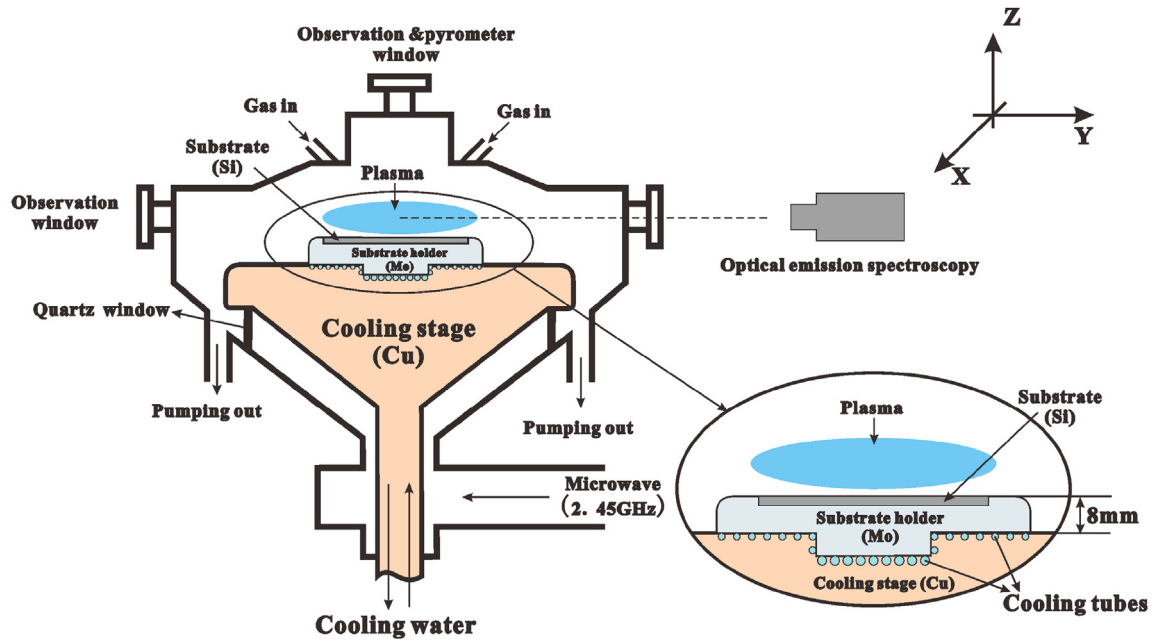 Observation &pyrometer
window
Gas in
Gas in
Substrate
(Si)
Plasma
Observation
window
Substrate holder
(Mo)
Quartz window
Cooling stage
(Cu)
Pumping out
Pumping out
Microwave
(2. 45GHz)
Cooling water
Z
Y
X
Optical emission spectroscopy
Plasma
Substrate
(Si)
Substrate holder
(Mo)
8mm
Cooling stage (Cu)
Cooling tubes